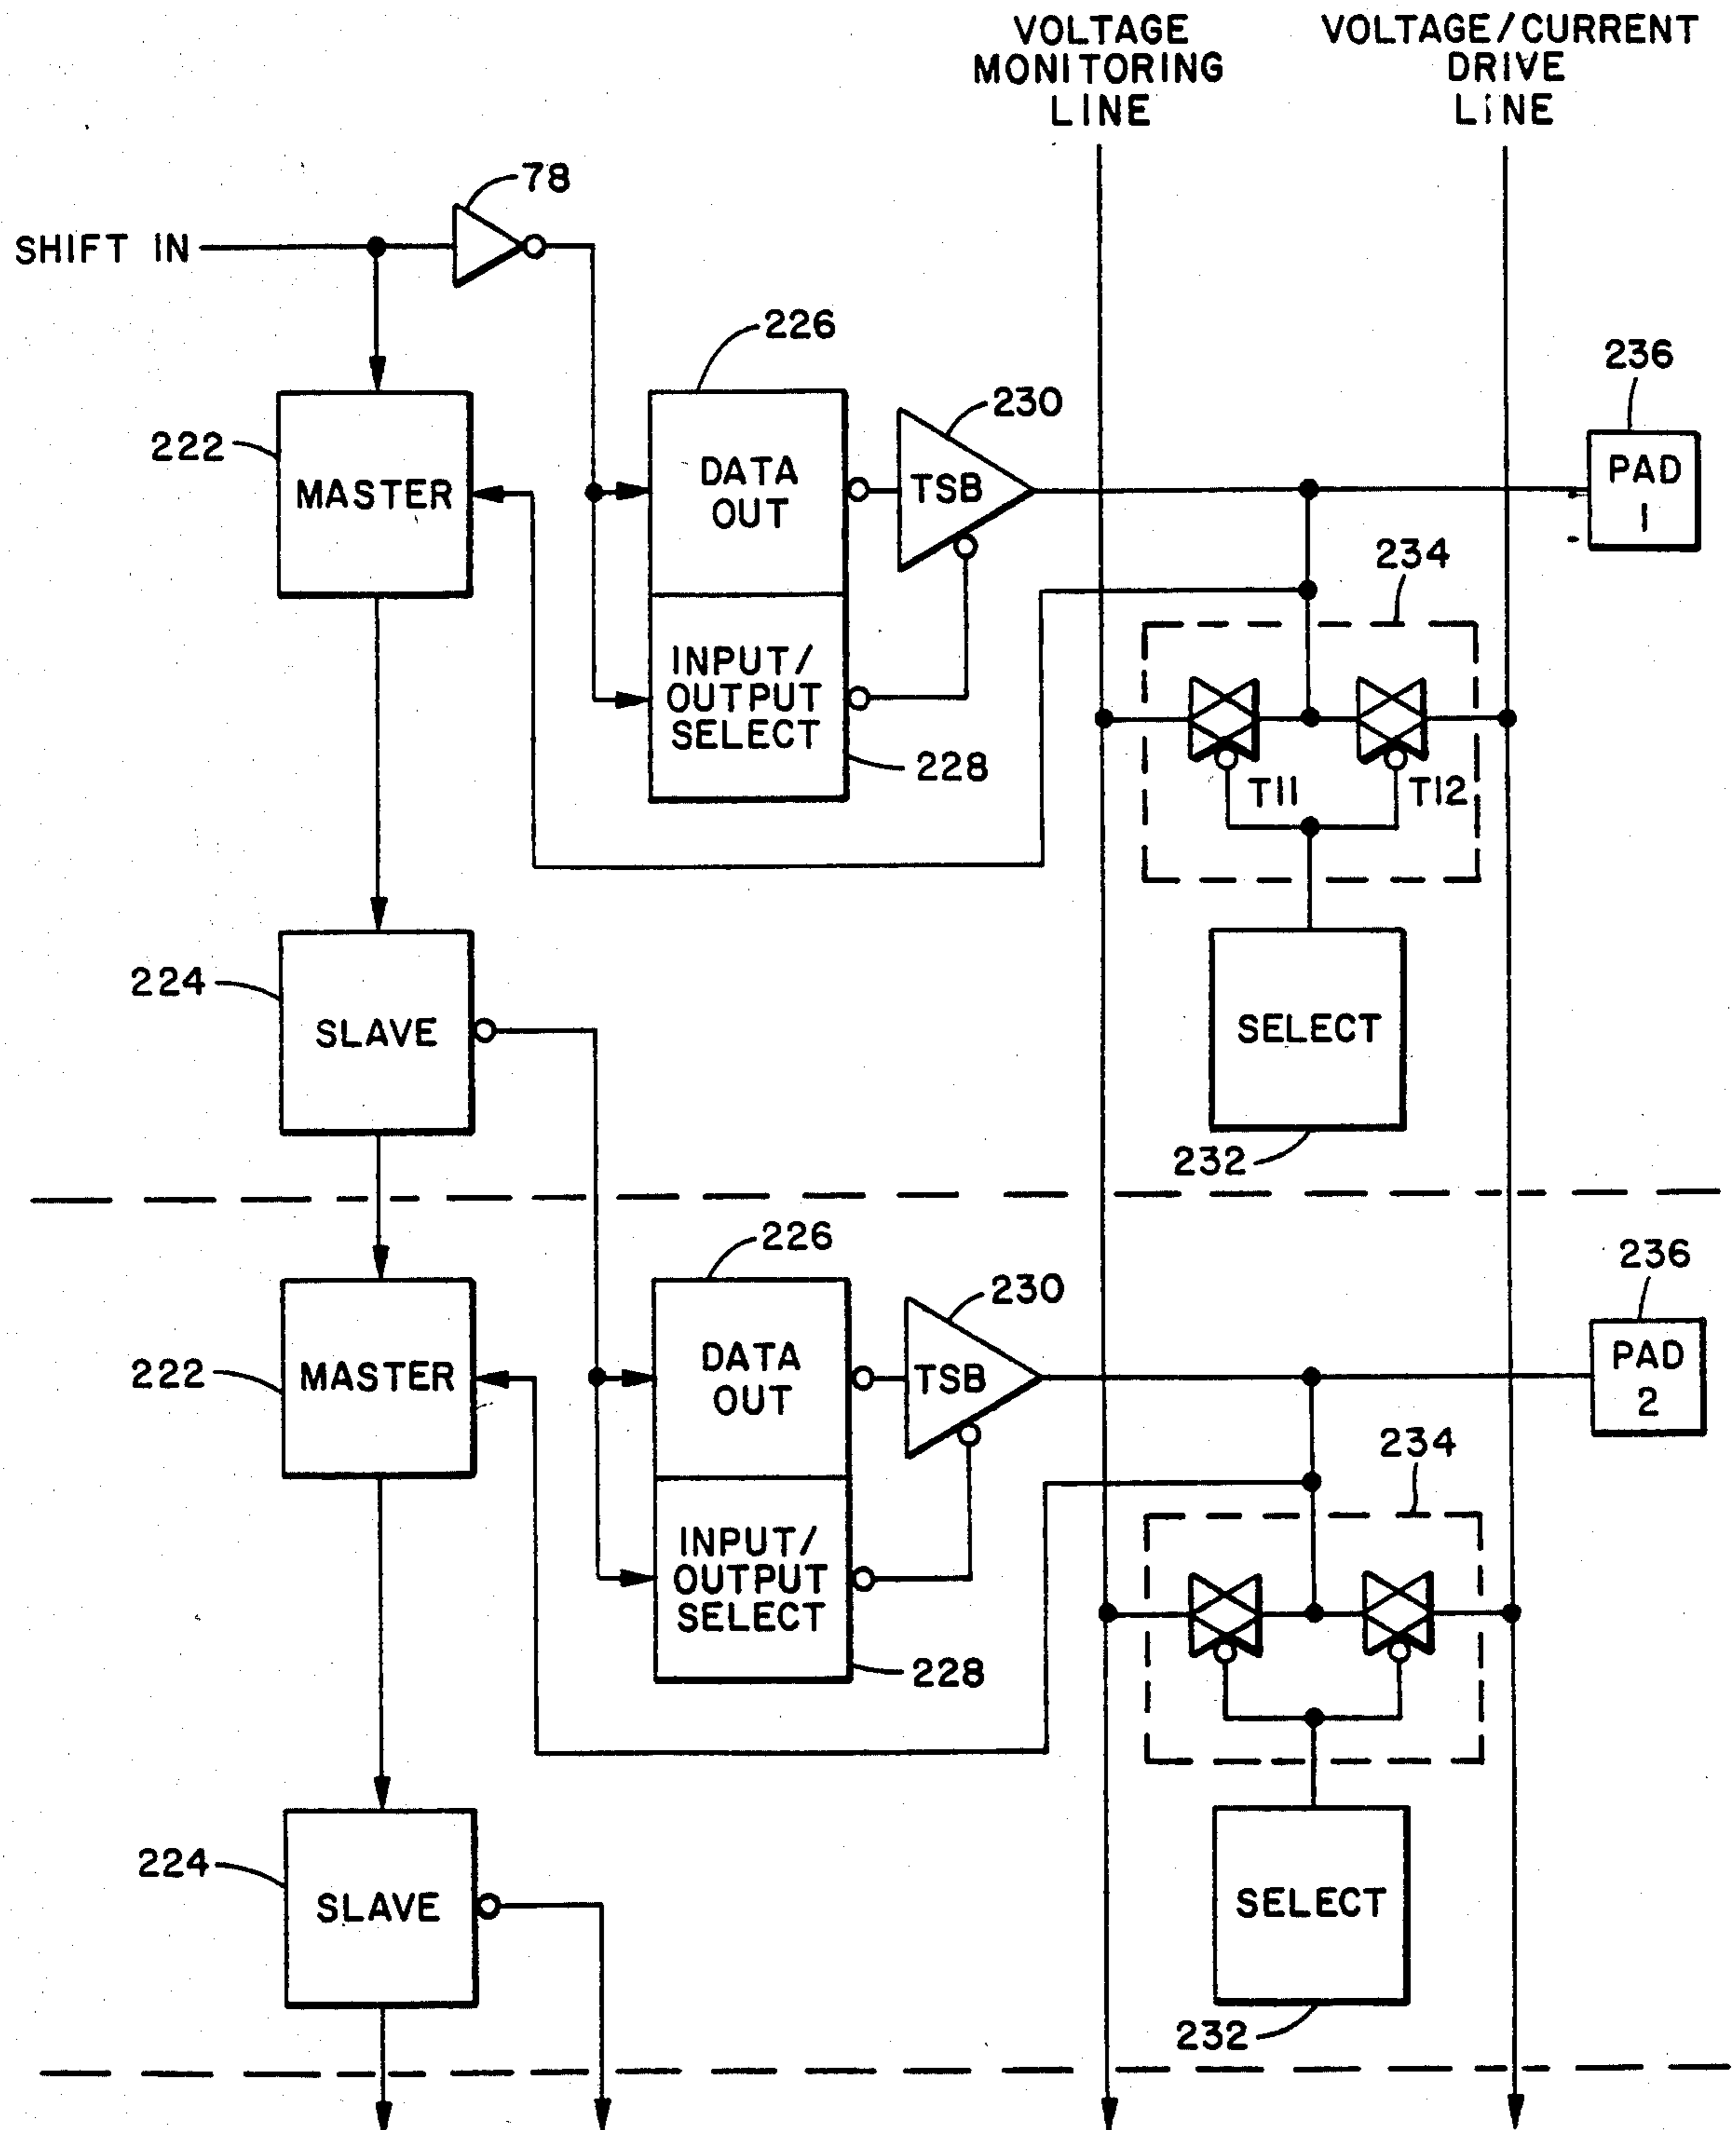 VOLTAGE
MONITORING
LINE
VOLTAGE/CURRENT
DRIVE
LINE
78
SHIFT IN
226
236
230
222
MASTER
DATA
OUT
TSB
PAD
1
234
INPUT/
OUTPUT
SELECT
228
T11
T12
224
SLAVE
SELECT
232
226
236
230
222
MASTER
DATA
OUT
TSB
PAD
2
234
INPUT/
OUTPUT
SELECT
228
224
SLAVE
SELECT
232